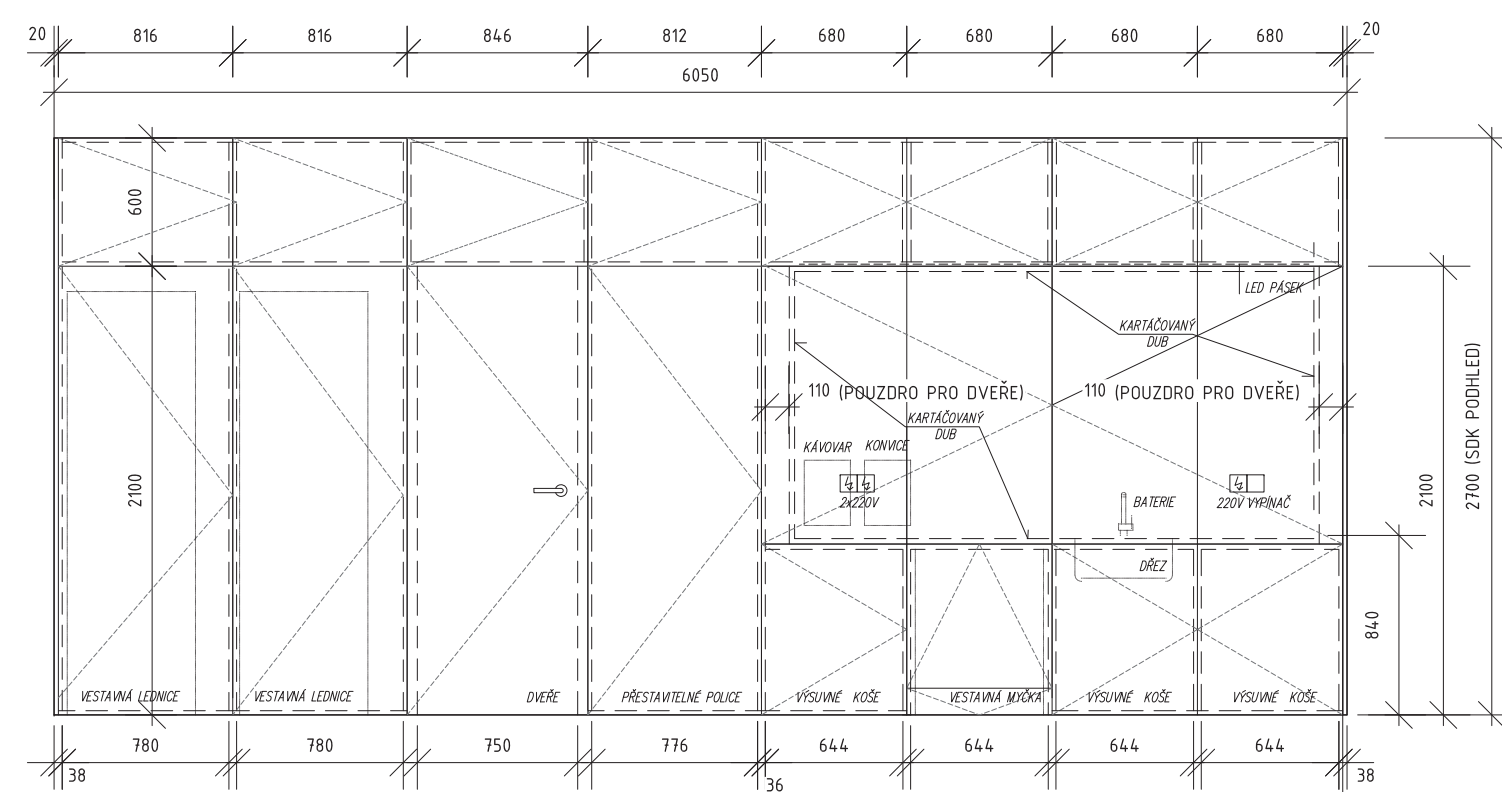 20 816 816 846 812 680 680 680 680 20
6050
600
LED PÁSEK
KARTÁČOVANÝ
DUB
2700 (SDK PODHLED)
110 (POUZDRO PRO DVEŘE) 110 (POUZDRO PRO DVEŘE)
KARTÁČOVANÝ
DUB
KÁVOVAR KONVICE
2100
2100
2x220V
BATERIE
220V VYPÍNAČ
DŘEZ
840
VESTAVNÁ LEDNICE VESTAVNÁ LEDNICE DVEŘE PŘESTAVITELNÉ POLICE VÝSUVNÉ KOŠE VESTAVNÁ MYČKA VÝSUVNÉ KOŠE VÝSUVNÉ KOŠE
780 780 750 776 644 644 644 644
38 36 38